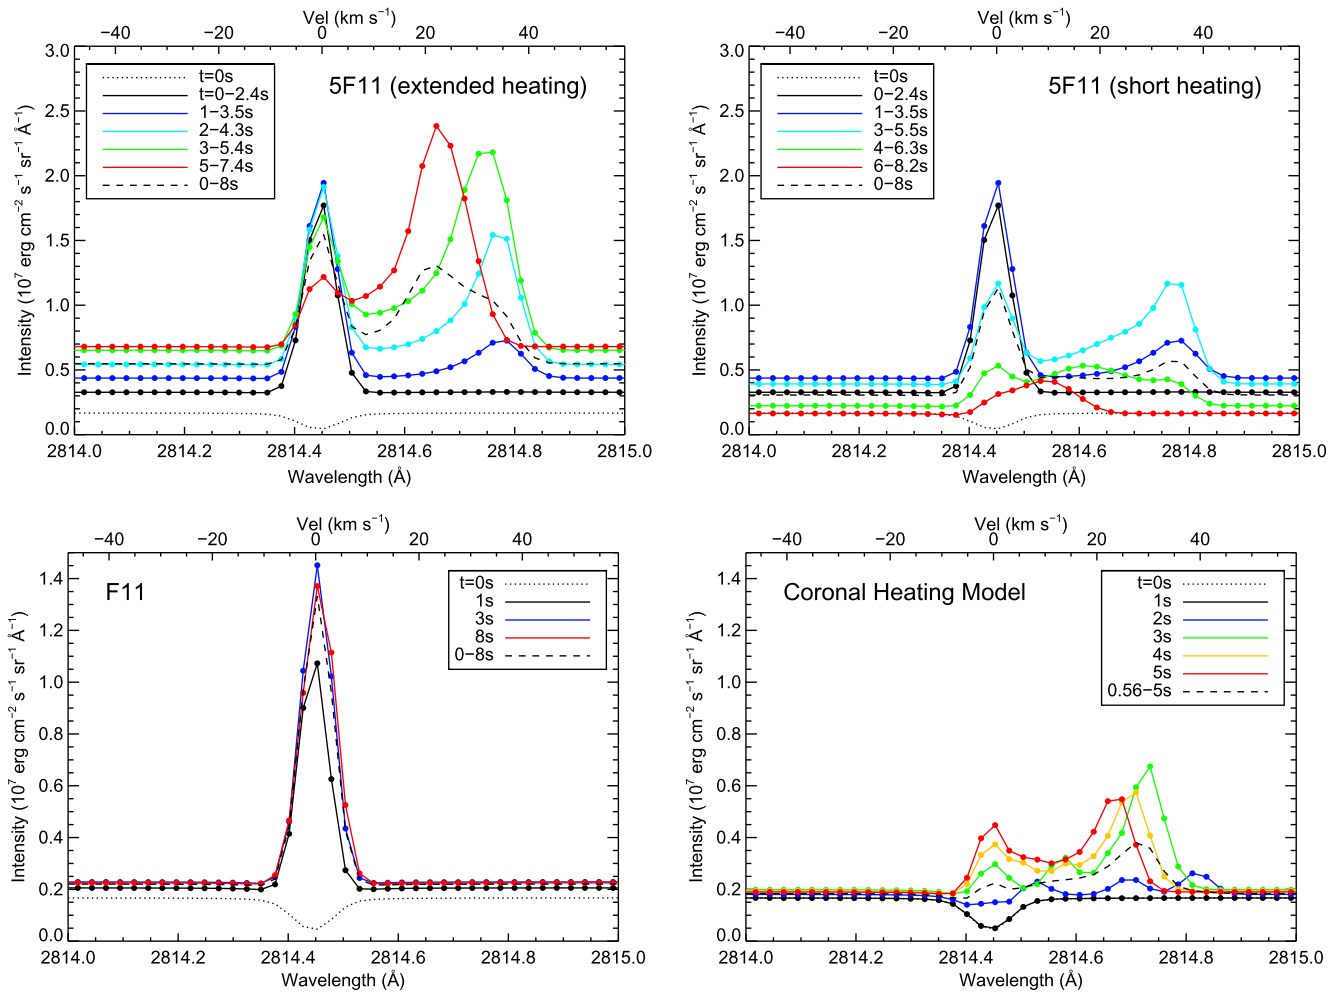 Vel (km s⁻¹)
−40 −20 0 20 40
3.0
2.5
2.0
1.5
1.0
0.5
0.0
Intensity (10⁷ erg cm⁻² s⁻¹ sr⁻¹ Å⁻¹)
5F11 (extended heating)
t=0s
t=0−2.4s
1−3.5s
2−4.3s
3−5.4s
5−7.4s
0−8s
2814.0 2814.2 2814.4 2814.6 2814.8 2815.0
Wavelength (Å)
Vel (km s⁻¹)
−40 −20 0 20 40
3.0
2.5
2.0
1.5
1.0
0.5
0.0
Intensity (10⁷ erg cm⁻² s⁻¹ sr⁻¹ Å⁻¹)
t=0s
0−2.4s
1−3.5s
3−5.5s
4−6.3s
6−8.2s
0−8s
5F11 (short heating)
2814.0 2814.2 2814.4 2814.6 2814.8 2815.0
Wavelength (Å)
Vel (km s⁻¹)
−40 −20 0 20 40
1.4
1.2
1.0
0.8
0.6
0.4
0.2
0.0
Intensity (10⁷ erg cm⁻² s⁻¹ sr⁻¹ Å⁻¹)
F11
t=0s
1s
3s
8s
0−8s
2814.0 2814.2 2814.4 2814.6 2814.8 2815.0
Wavelength (Å)
Vel (km s⁻¹)
−40 −20 0 20 40
1.4
1.2
1.0
0.8
0.6
0.4
0.2
0.0
Intensity (10⁷ erg cm⁻² s⁻¹ sr⁻¹ Å⁻¹)
Coronal Heating Model
t=0s
1s
2s
3s
4s
5s
0.56−5s
2814.0 2814.2 2814.4 2814.6 2814.8 2815.0
Wavelength (Å)